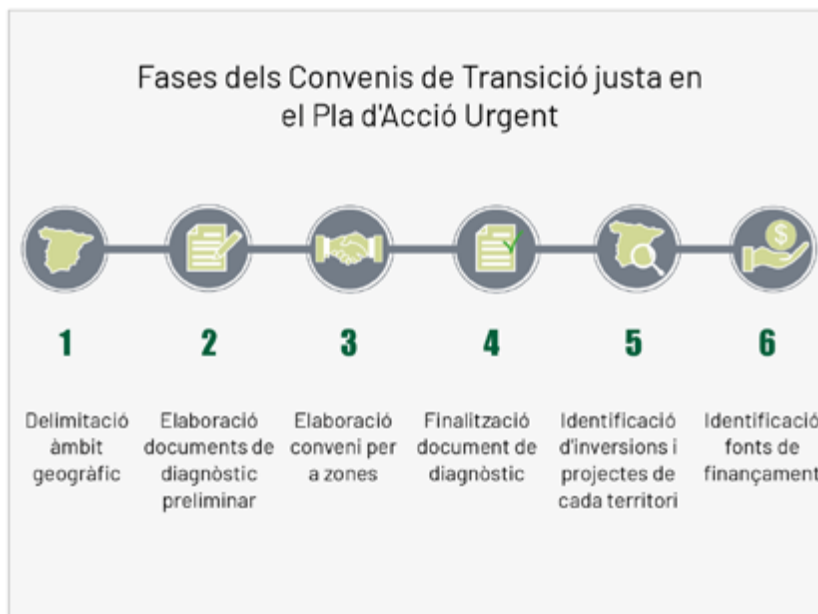 Fases dels Convenis de Transició justa en
el Pla d'Acció Urgent
$
1
2
3
4
5
6
Delimitació
àmbit
geogràfic
Elaboració
documents de
diagnòstic
preliminar
Elaboració
conveni per
a zones
Finalització
document de
diagnòstic
Identificació
d'inversions i
projectes de
cada territori
Identificació
fonts de
finançament